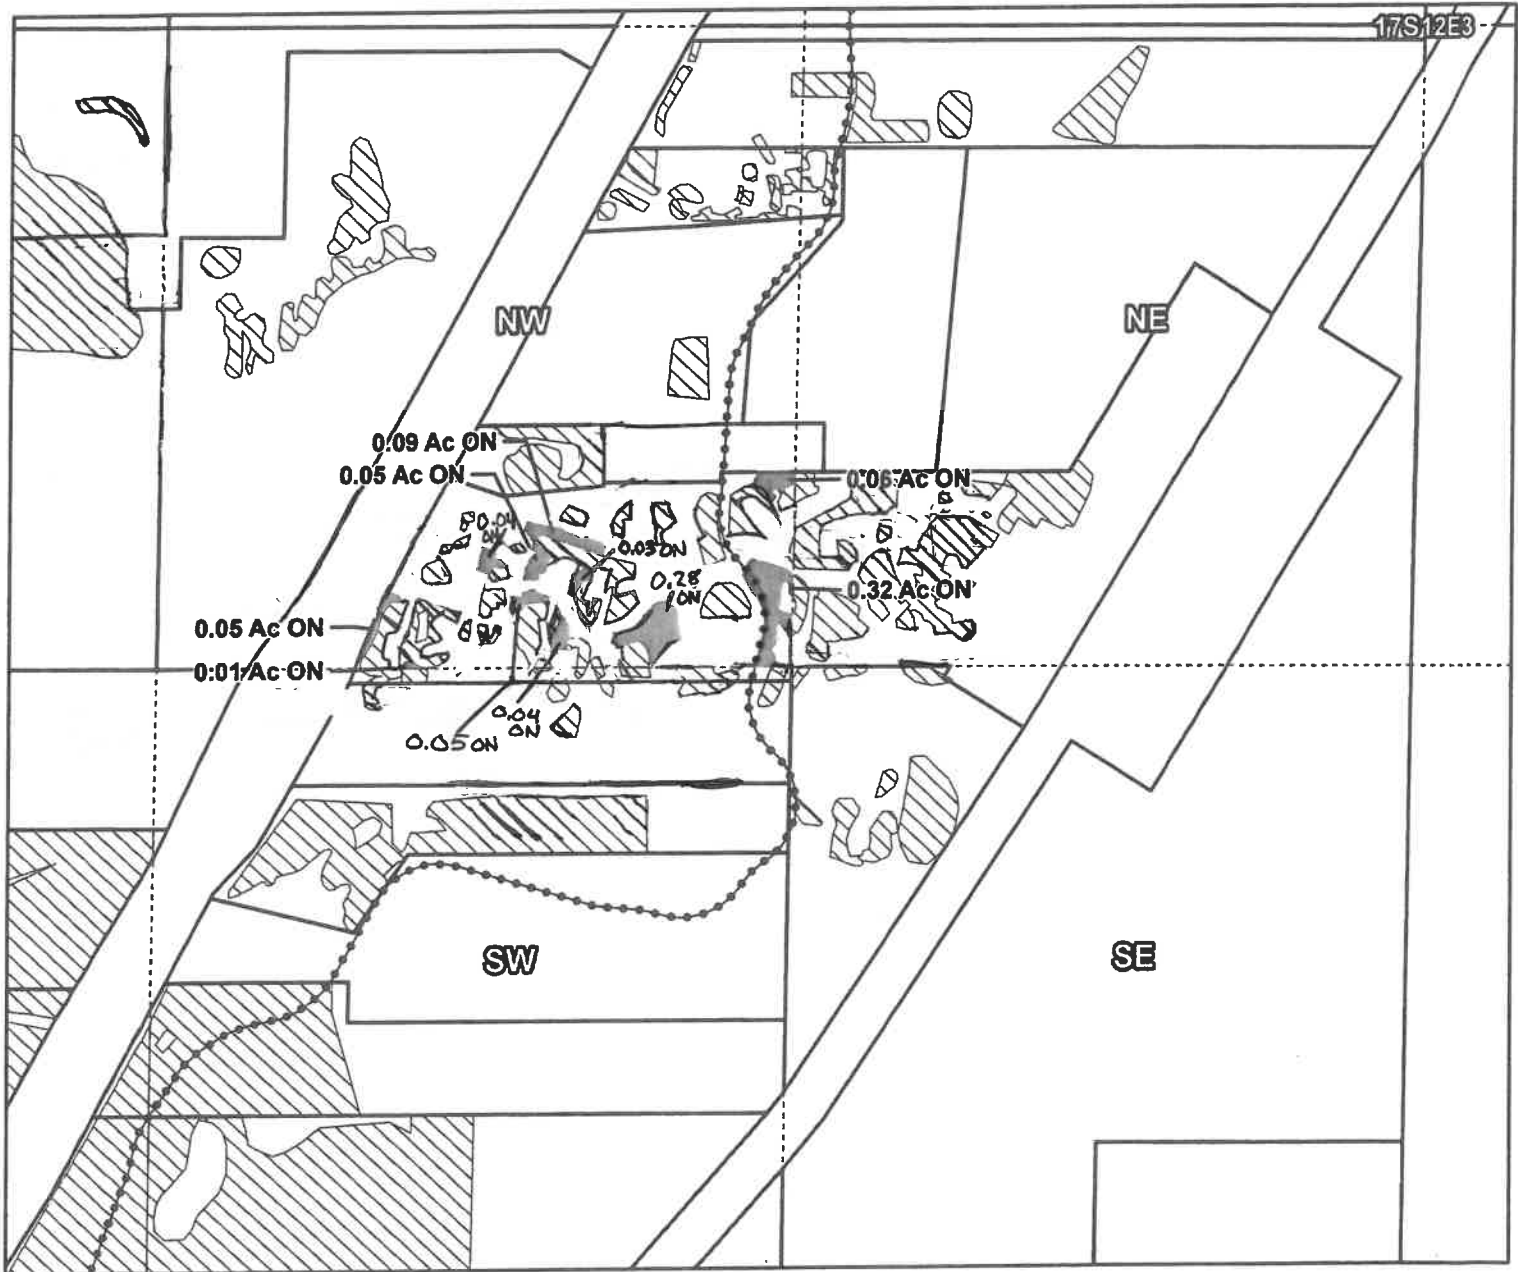 17S12E3
NW
NE
0.09 Ac ON
0.05 Ac ON
0.06 Ac ON
0.04
ON
0.03 ON
0.28
ON
0.32 Ac ON
0.05 Ac ON
0.01 Ac ON
0.04
ON
0.05 ON
SW
SE